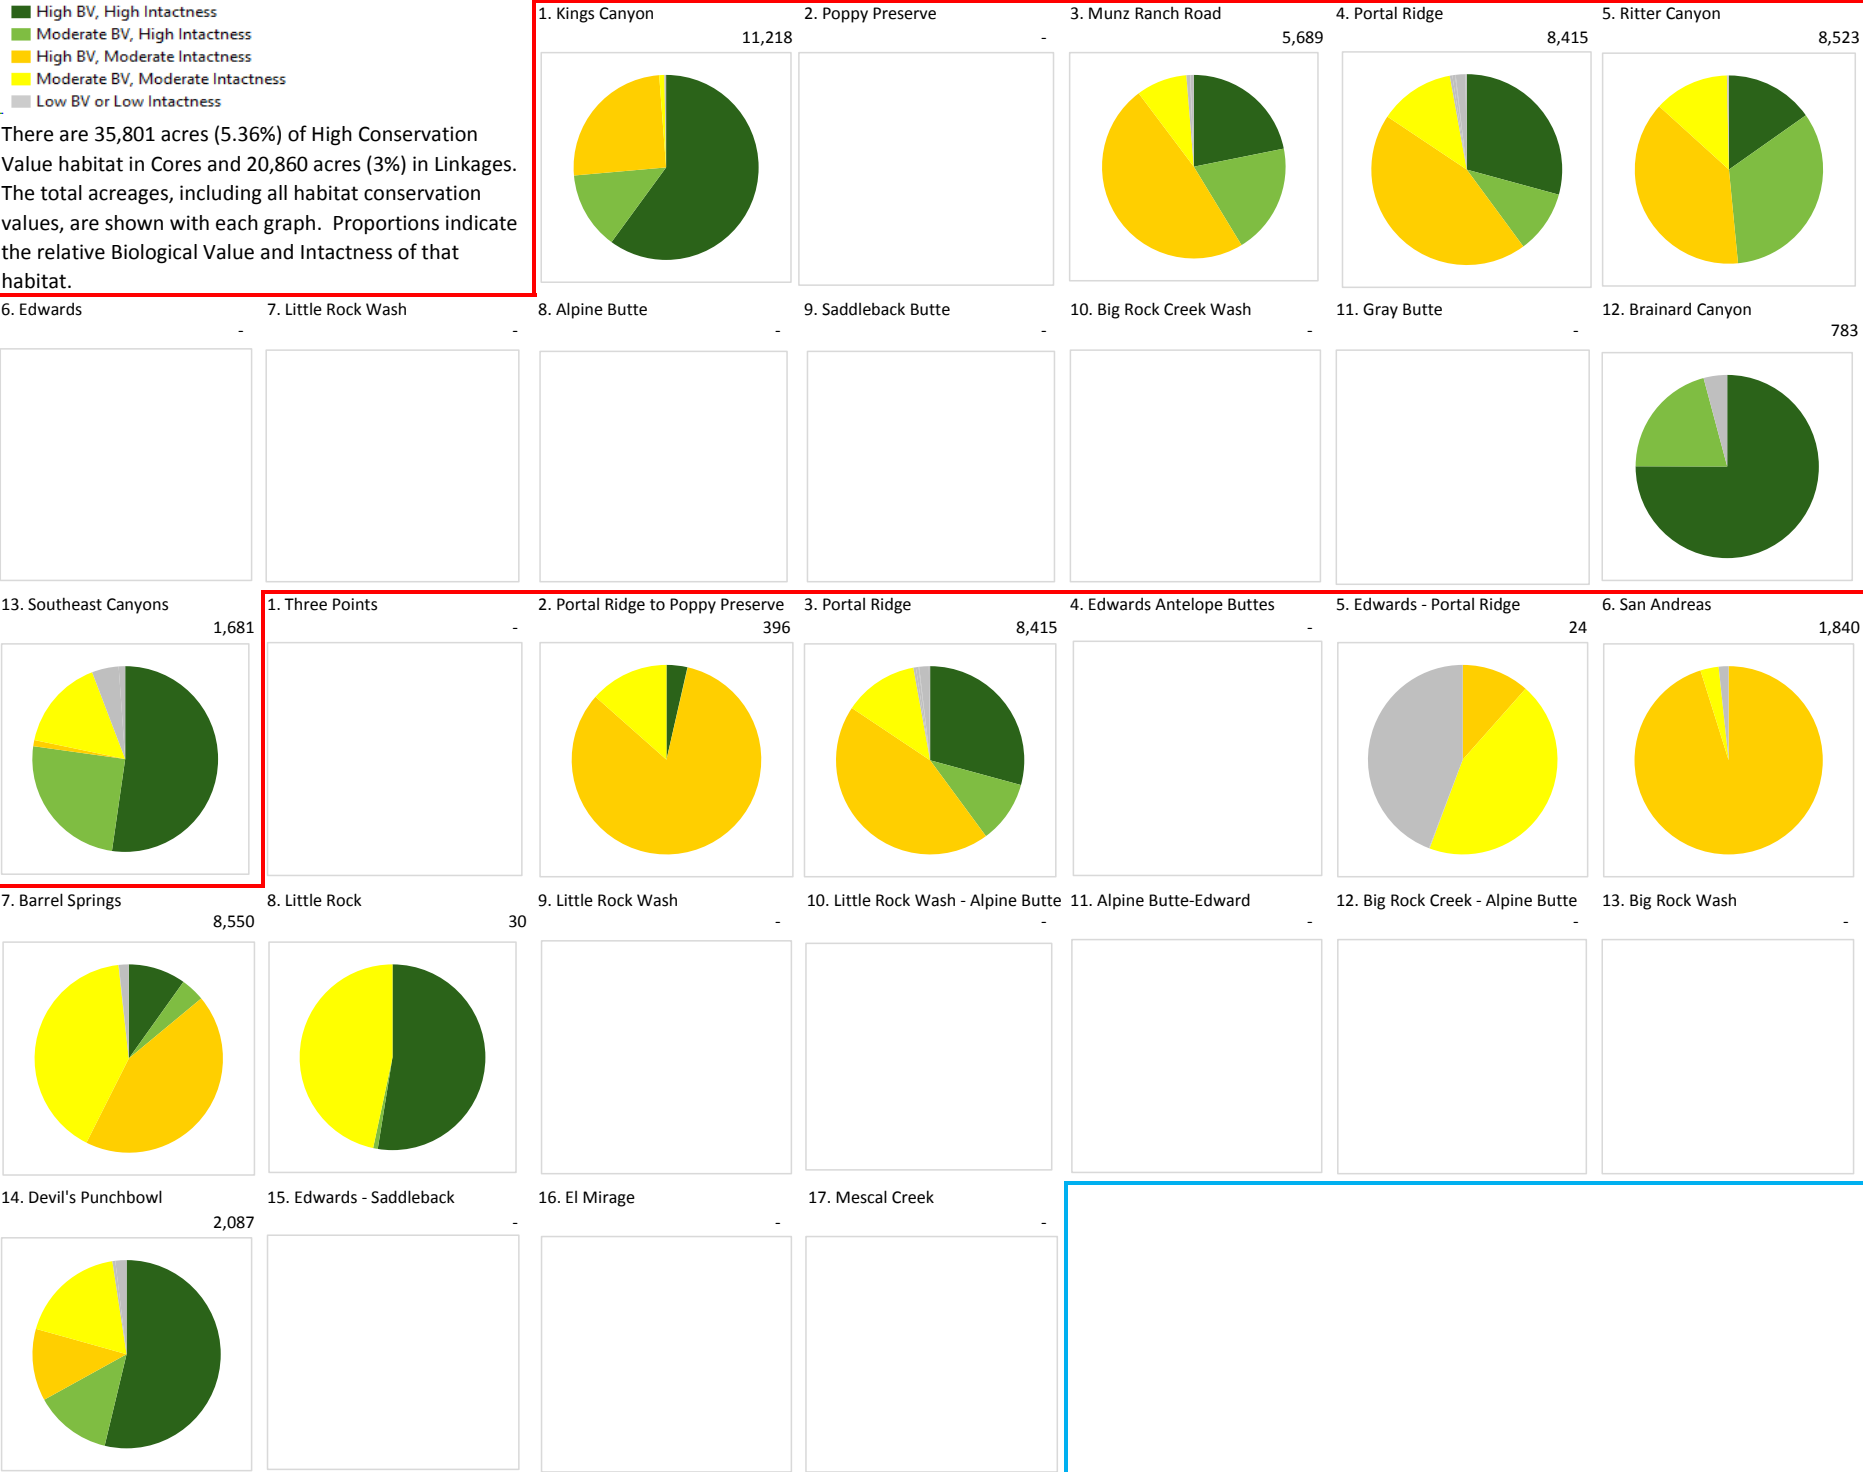 High BV, High Intactness
Moderate BV, High Intactness
High BV, Moderate Intactness
Moderate BV, Moderate Intactness
Low BV or Low Intactness
There are 35,801 acres (5.36%) of High Conservation
Value habitat in Cores and 20,860 acres (3%) in Linkages.
The total acreages, including all habitat conservation
values, are shown with each graph. Proportions indicate
the relative Biological Value and Intactness of that
habitat.
1. Kings Canyon
11,218
2. Poppy Preserve
-
3. Munz Ranch Road
5,689
4. Portal Ridge
8,415
5. Ritter Canyon
8,523
6. Edwards
-
7. Little Rock Wash
-
8. Alpine Butte
-
9. Saddleback Butte
-
10. Big Rock Creek Wash
-
11. Gray Butte
-
12. Brainard Canyon
783
13. Southeast Canyons
1,681
1. Three Points
-
2. Portal Ridge to Poppy Preserve
396
3. Portal Ridge
8,415
4. Edwards Antelope Buttes
-
5. Edwards - Portal Ridge
24
6. San Andreas
1,840
7. Barrel Springs
8,550
8. Little Rock
30
9. Little Rock Wash
-
10. Little Rock Wash - Alpine Butte
-
11. Alpine Butte-Edward
-
12. Big Rock Creek - Alpine Butte
-
13. Big Rock Wash
-
14. Devil's Punchbowl
2,087
15. Edwards - Saddleback
-
16. El Mirage
-
17. Mescal Creek
-